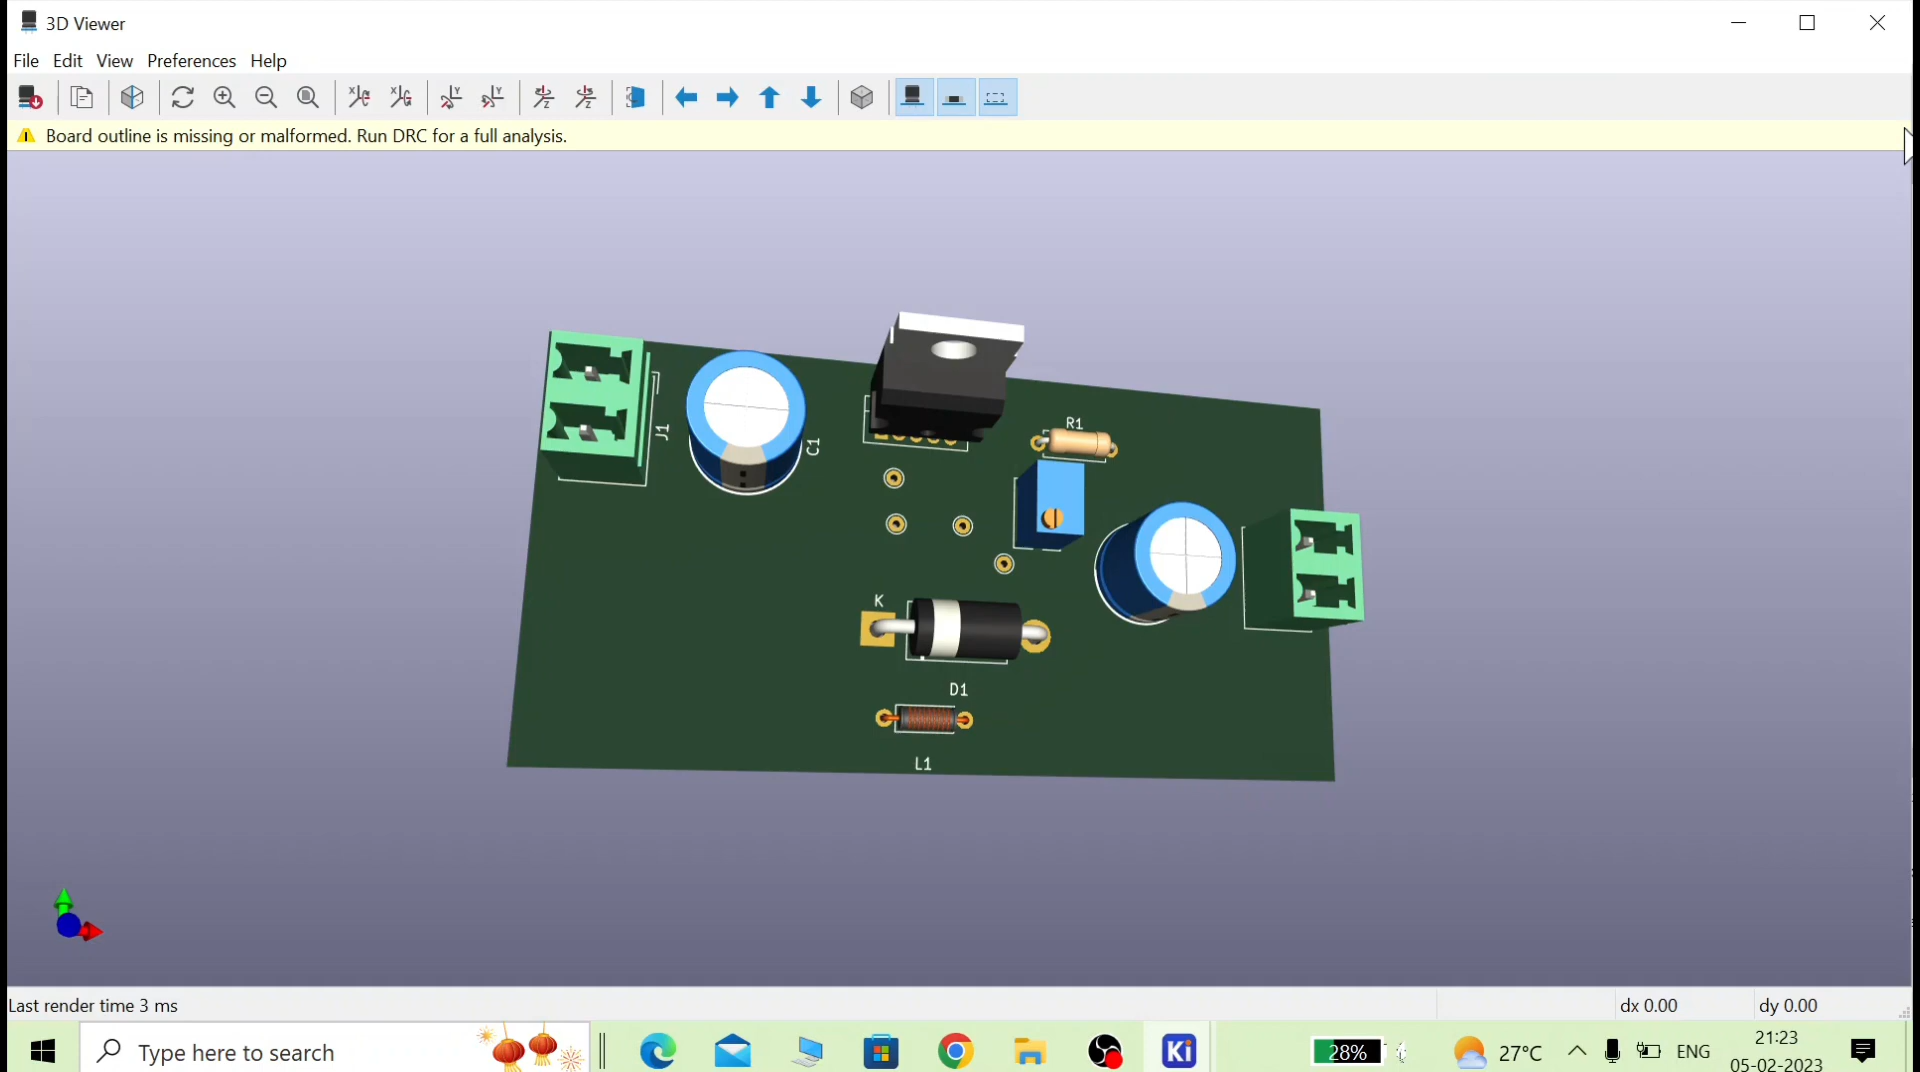 3D Viewer
File Edit View Preferences Help
Board outline is missing or malformed. Run DRC for a full analysis.
J1
C1
R1
K
D1
L1
Last render time 3 ms
dx 0.00
dy 0.00
Type here to search
Ki
28%
27°C
ENG
21:23
05-02-2023